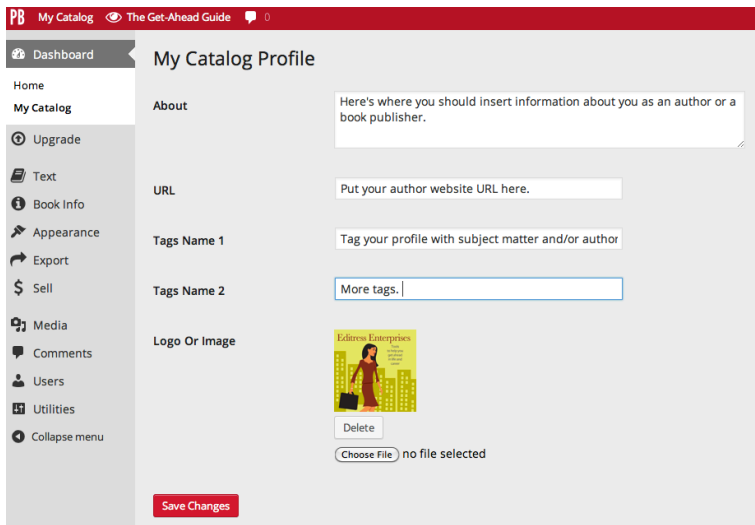 PB My Catalog The Get-Ahead Guide 0
Dashboard
Home
My Catalog
Upgrade
Text
Book Info
Appearance
Export
Sell
Media
Comments
Users
Utilities
Collapse menu
My Catalog Profile
About
Here's where you should insert information about you as an author or a
book publisher.
URL
Put your author website URL here.
Tags Name 1
Tag your profile with subject matter and/or author
Tags Name 2
More tags.
Logo Or Image
Editress Enterprises
Delete
Choose File no file selected
Save Changes